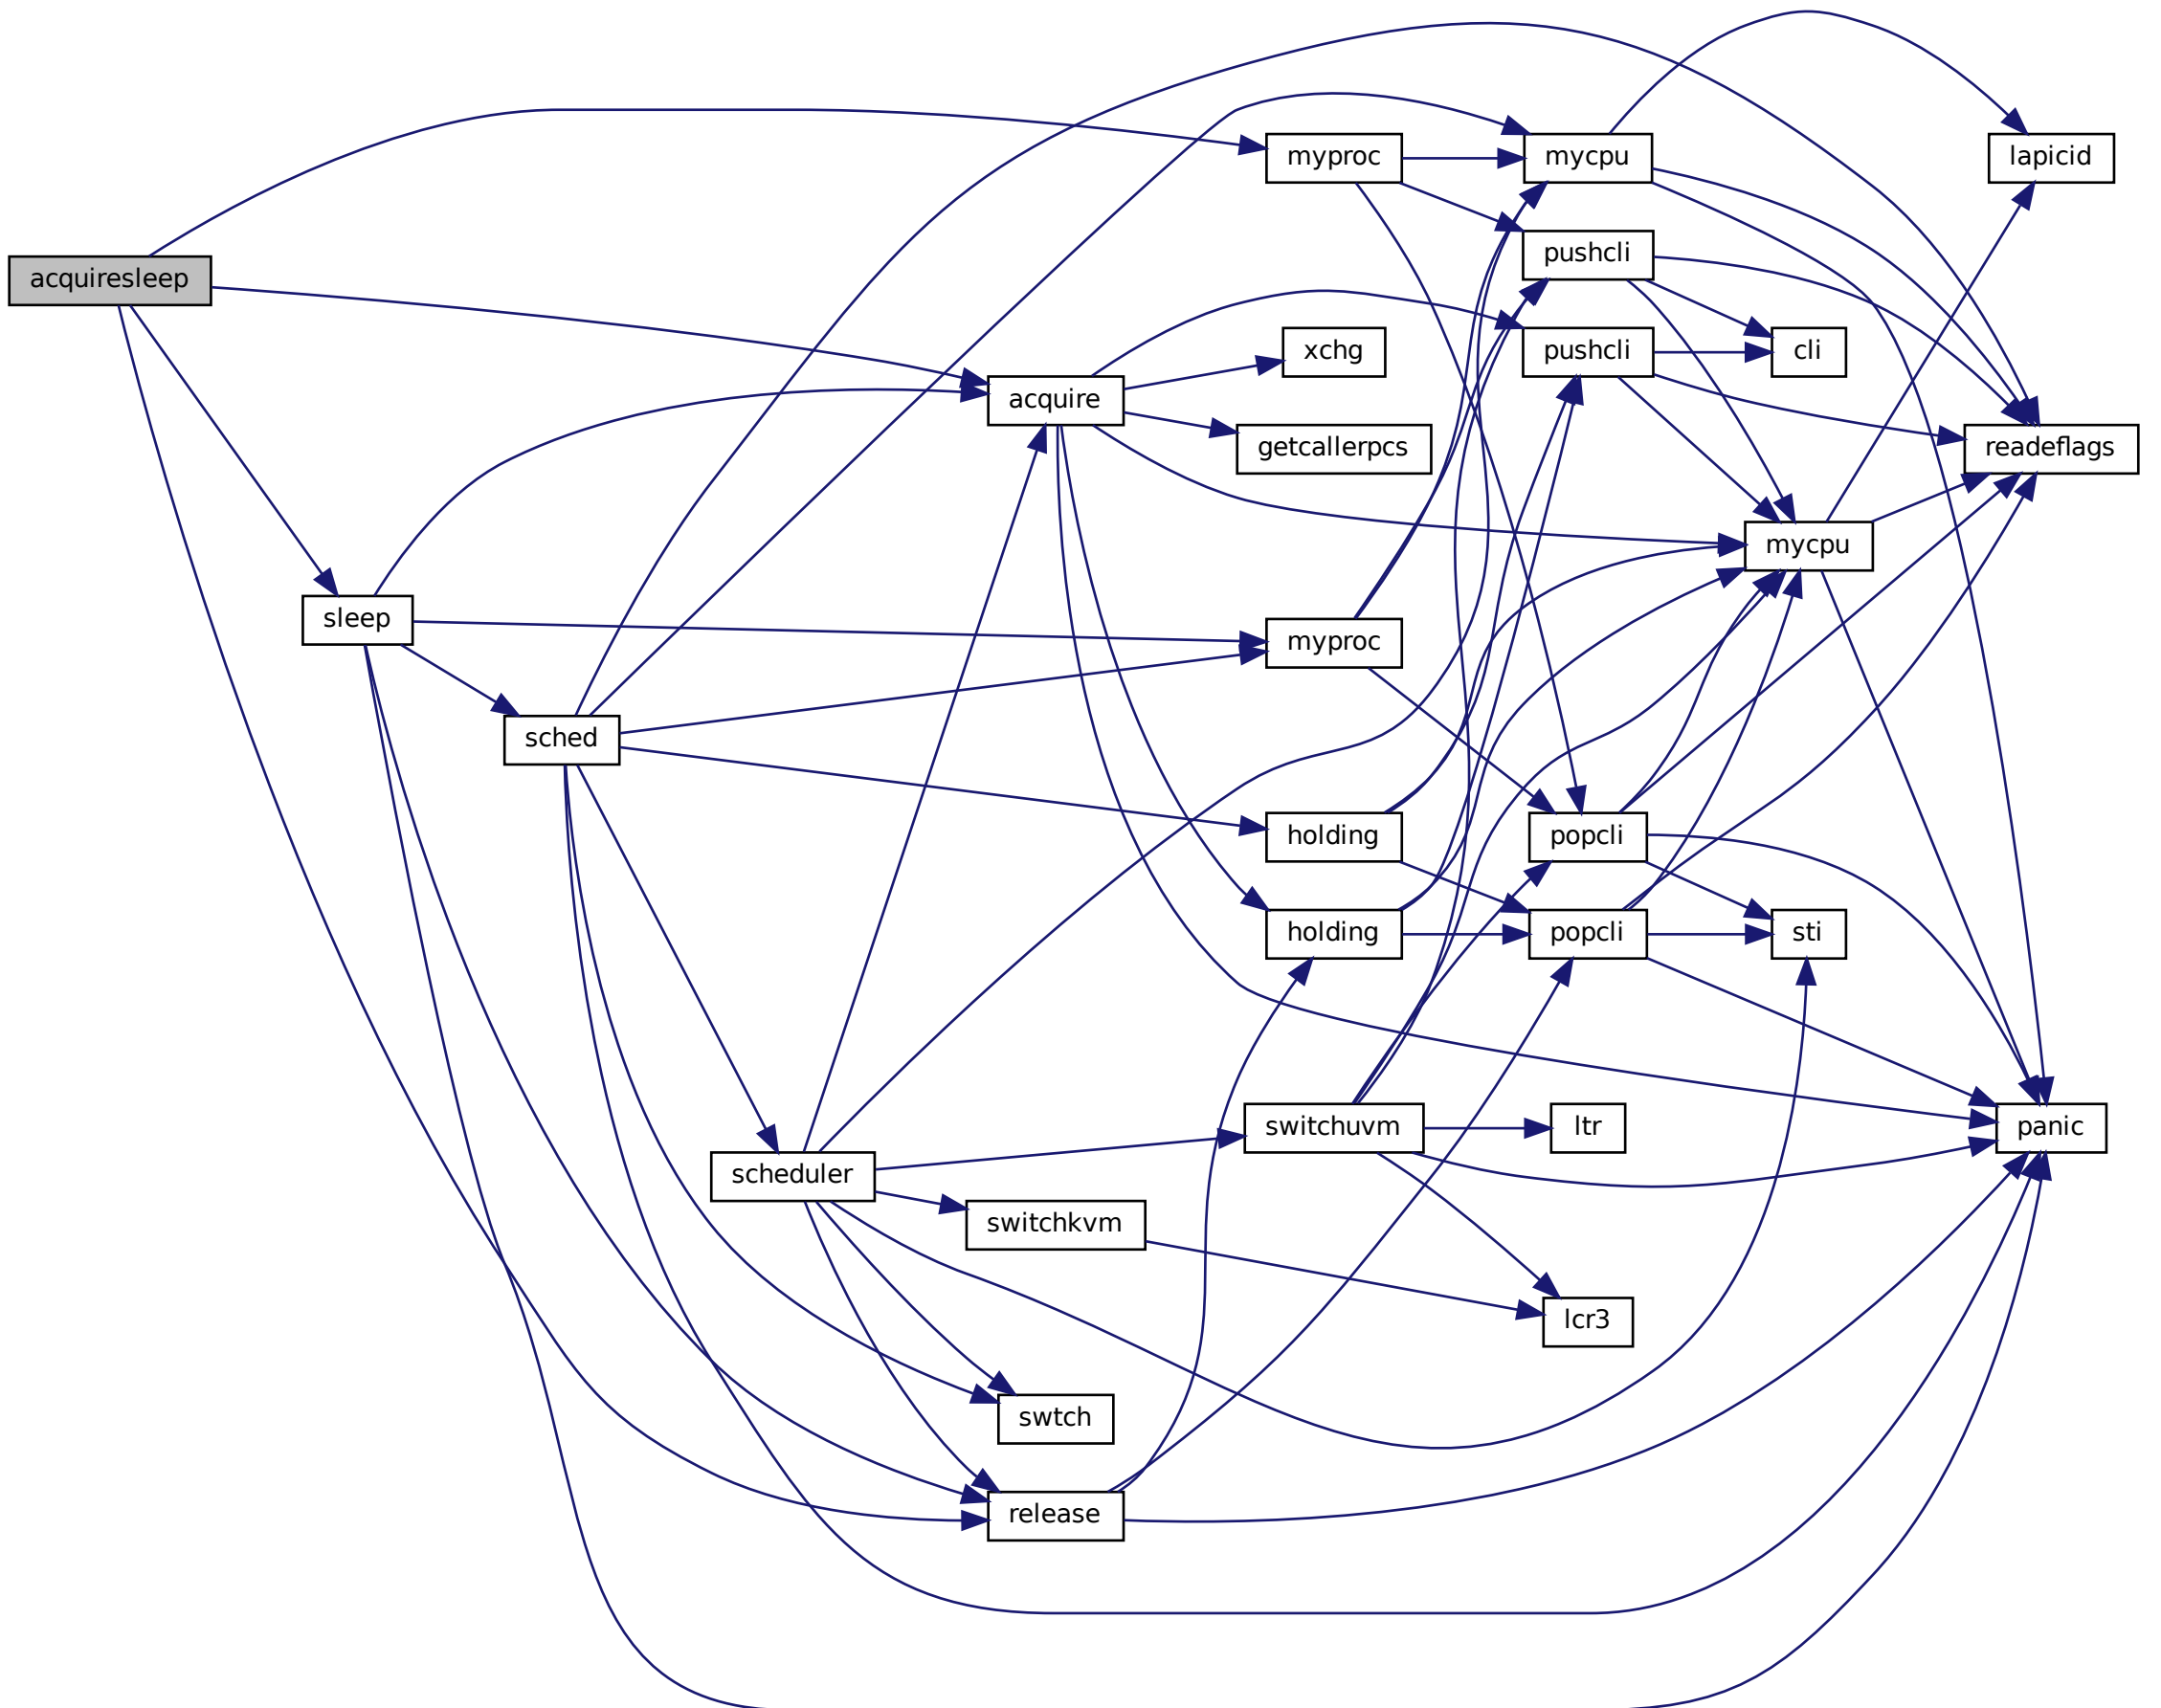 acquiresleep
sleep
sched
scheduler
acquire
switchkvm
swtch
release
myproc
xchg
getcallerpcs
myproc
holding
holding
switchuvm
mycpu
pushcli
pushcli
popcli
popcli
ltr
lcr3
cli
mycpu
sti
lapicid
readeflags
panic